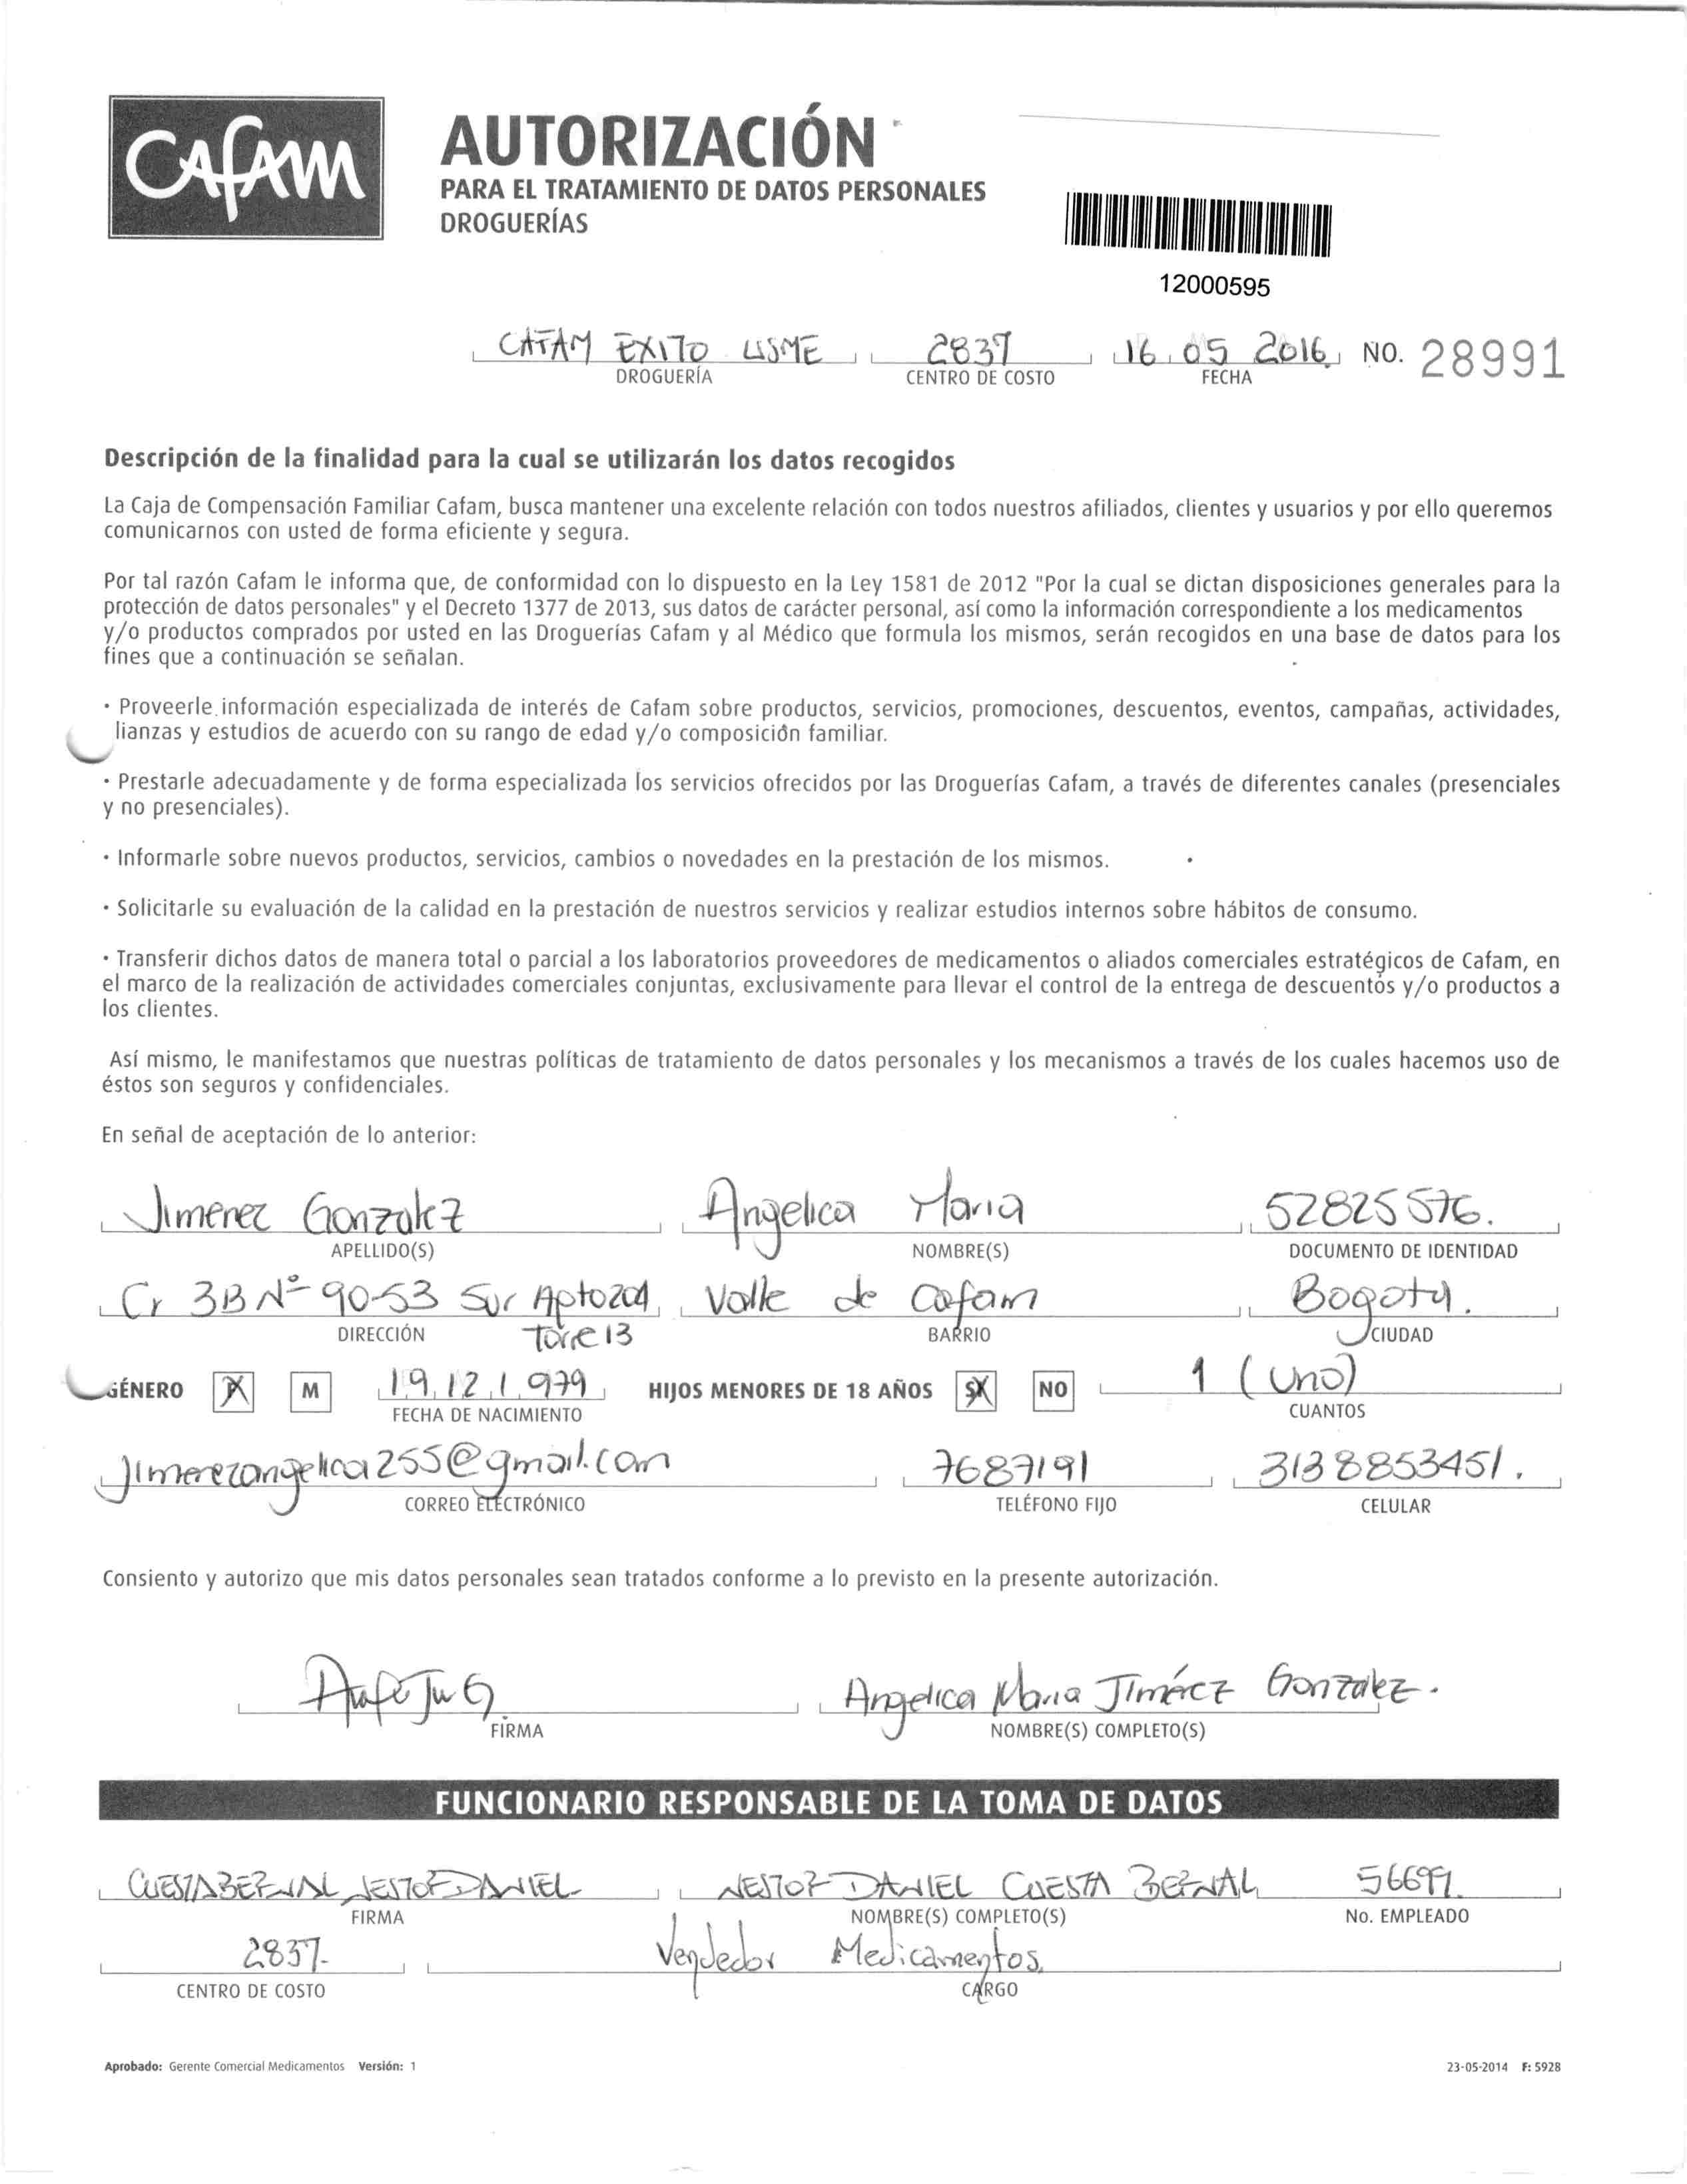 CAFAM
AUTORIZACIÓN
PARA EL TRATAMIENTO DE DATOS PERSONALES
DROGUERÍAS
12000595
CAFAM EXITO USME 2837 16 05 2016 NO. 28991
DROGUERÍA CENTRO DE COSTO FECHA
Descripción de la finalidad para la cual se utilizarán los datos recogidos
La Caja de Compensación Familiar Cafam, busca mantener una excelente relación con todos nuestros afiliados, clientes y usuarios y por ello queremos
comunicarnos con usted de forma eficiente y segura.
Por tal razón Cafam le informa que, de conformidad con lo dispuesto en la Ley 1581 de 2012 "Por la cual se dictan disposiciones generales para la
protección de datos personales" y el Decreto 1377 de 2013, sus datos de carácter personal, así como la información correspondiente a los medicamentos
y/o productos comprados por usted en las Droguerías Cafam y al Médico que formula los mismos, serán recogidos en una base de datos para los
fines que a continuación se señalan.
· Proveerle información especializada de interés de Cafam sobre productos, servicios, promociones, descuentos, eventos, campañas, actividades,
lianzas y estudios de acuerdo con su rango de edad y/o composición familiar.
· Prestarle adecuadamente y de forma especializada los servicios ofrecidos por las Droguerías Cafam, a través de diferentes canales (presenciales
y no presenciales).
· Informarle sobre nuevos productos, servicios, cambios o novedades en la prestación de los mismos.
· Solicitarle su evaluación de la calidad en la prestación de nuestros servicios y realizar estudios internos sobre hábitos de consumo.
· Transferir dichos datos de manera total o parcial a los laboratorios proveedores de medicamentos o aliados comerciales estratégicos de Cafam, en
el marco de la realización de actividades comerciales conjuntas, exclusivamente para llevar el control de la entrega de descuentos y/o productos a
los clientes.
Así mismo, le manifestamos que nuestras políticas de tratamiento de datos personales y los mecanismos a través de los cuales hacemos uso de
éstos son seguros y confidenciales.
En señal de aceptación de lo anterior:
Jimenez Gonzalez Angelica Maria 52825576.
APELLIDO(S) NOMBRE(S) DOCUMENTO DE IDENTIDAD
Cr 3B Nº 90-53 Sur Apto 204 Valle de Cafam Bogota.
Torre 13
DIRECCIÓN BARRIO CIUDAD
GÉNERO X M 19 12 1979 HIJOS MENORES DE 18 AÑOS SX NO 1 (Uno)
FECHA DE NACIMIENTO CUANTOS
Jimenezangelica255@gmail.com 7687191 3138853451.
CORREO ELECTRÓNICO TELÉFONO FIJO CELULAR
Consiento y autorizo que mis datos personales sean tratados conforme a lo previsto en la presente autorización.
Angelica Maria Jiménez Gonzalez.
FIRMA NOMBRE(S) COMPLETO(S)
FUNCIONARIO RESPONSABLE DE LA TOMA DE DATOS
CUESTA BERNAL NESTOR DANIEL NESTOR DANIEL CUESTA BERNAL 56699.
FIRMA NOMBRE(S) COMPLETO(S) No. EMPLEADO
2837. Vendedor Medicamentos.
CENTRO DE COSTO CARGO
Aprobado: Gerente Comercial Medicamentos Versión: 1 23-05-2014 F: 5928